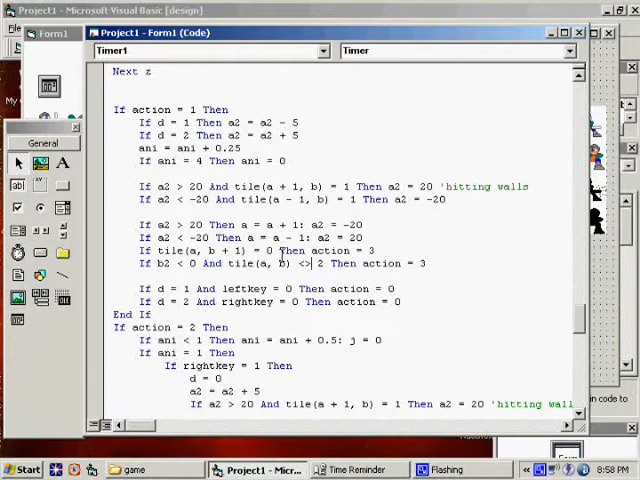 Project1 - Microsoft Visual Basic [design]
Form1
Project1 - Form1 (Code)
Timer1
Timer
General
A
ab|
Next z
If action = 1 Then
If d = 1 Then a2 = a2 - 5
If d = 2 Then a2 = a2 + 5
ani = ani + 0.25
If ani = 4 Then ani = 0
If a2 > 20 And tile(a + 1, b) = 1 Then a2 = 20 'hitting walls
If a2 < -20 And tile(a - 1, b) = 1 Then a2 = -20
If a2 > 20 Then a = a + 1: a2 = -20
If a2 < -20 Then a = a - 1: a2 = 20
If tile(a, b + 1) = 0 Then action = 3
If b2 < 0 And tile(a, b) <> 2 Then action = 3
If d = 1 And leftkey = 0 Then action = 0
If d = 2 And rightkey = 0 Then action = 0
End If
If action = 2 Then
If ani < 1 Then ani = ani + 0.5: j = 0
If ani = 1 Then
If rightkey = 1 Then
d = 0
a2 = a2 + 5
If a2 > 20 And tile(a + 1, b) = 1 Then a2 = 20 'hitting walls
in code to
Start
game
Project1 - Micr...
Time Reminder
Flashing
8:58 PM